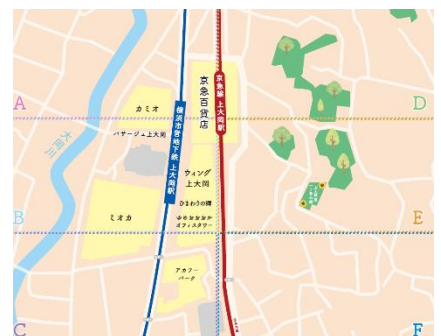 A
カミオ
京急百貨店
京急線 上大岡駅
D
パサージュ上大岡
横浜市営地下鉄 上大岡駅
大岡川
ウィング
上大岡
ひまわりの郷
B
ミオカ
ゆめおおおか
オフィスタワー
E
アカフー
パーク
C
F